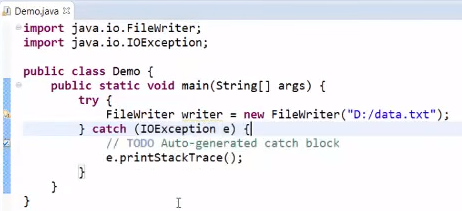 Demo.java
import java.io.FileWriter;
import java.io.IOException;
public class Demo {
public static void main(String[] args) {
try {
FileWriter writer = new FileWriter("D:/data.txt");
} catch (IOException e) {
// TODO Auto-generated catch block
e.printStackTrace();
}
}
}